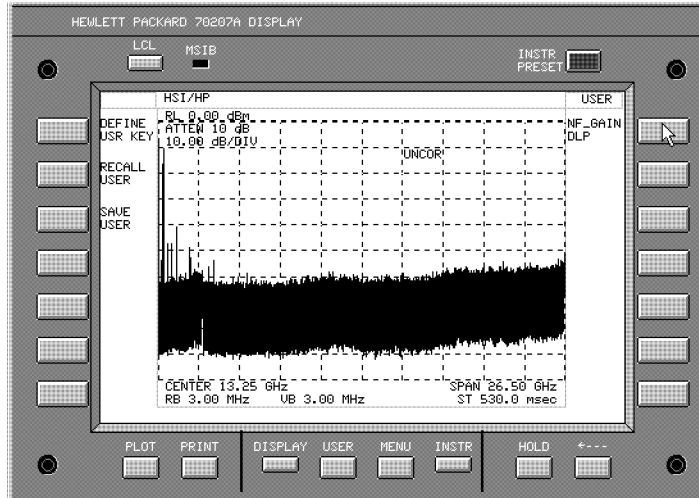 HEWLETT PACKARD 70207A DISPLAY
LCL
MSIB
INSTR
PRESET
HSI/HP
USER
RL 0.00 dBm
ATTEN 10 dB
10.00 dB/DIV
UNCOR
DEFINE
USR KEY
RECALL
USER
SAVE
USER
NF_GAIN
DLP
CENTER 13.25 GHz
SPAN 26.50 GHz
RB 3.00 MHz
VB 3.00 MHz
ST 530.0 msec
PLOT
PRINT
DISPLAY
USER
MENU
INSTR
HOLD
←---